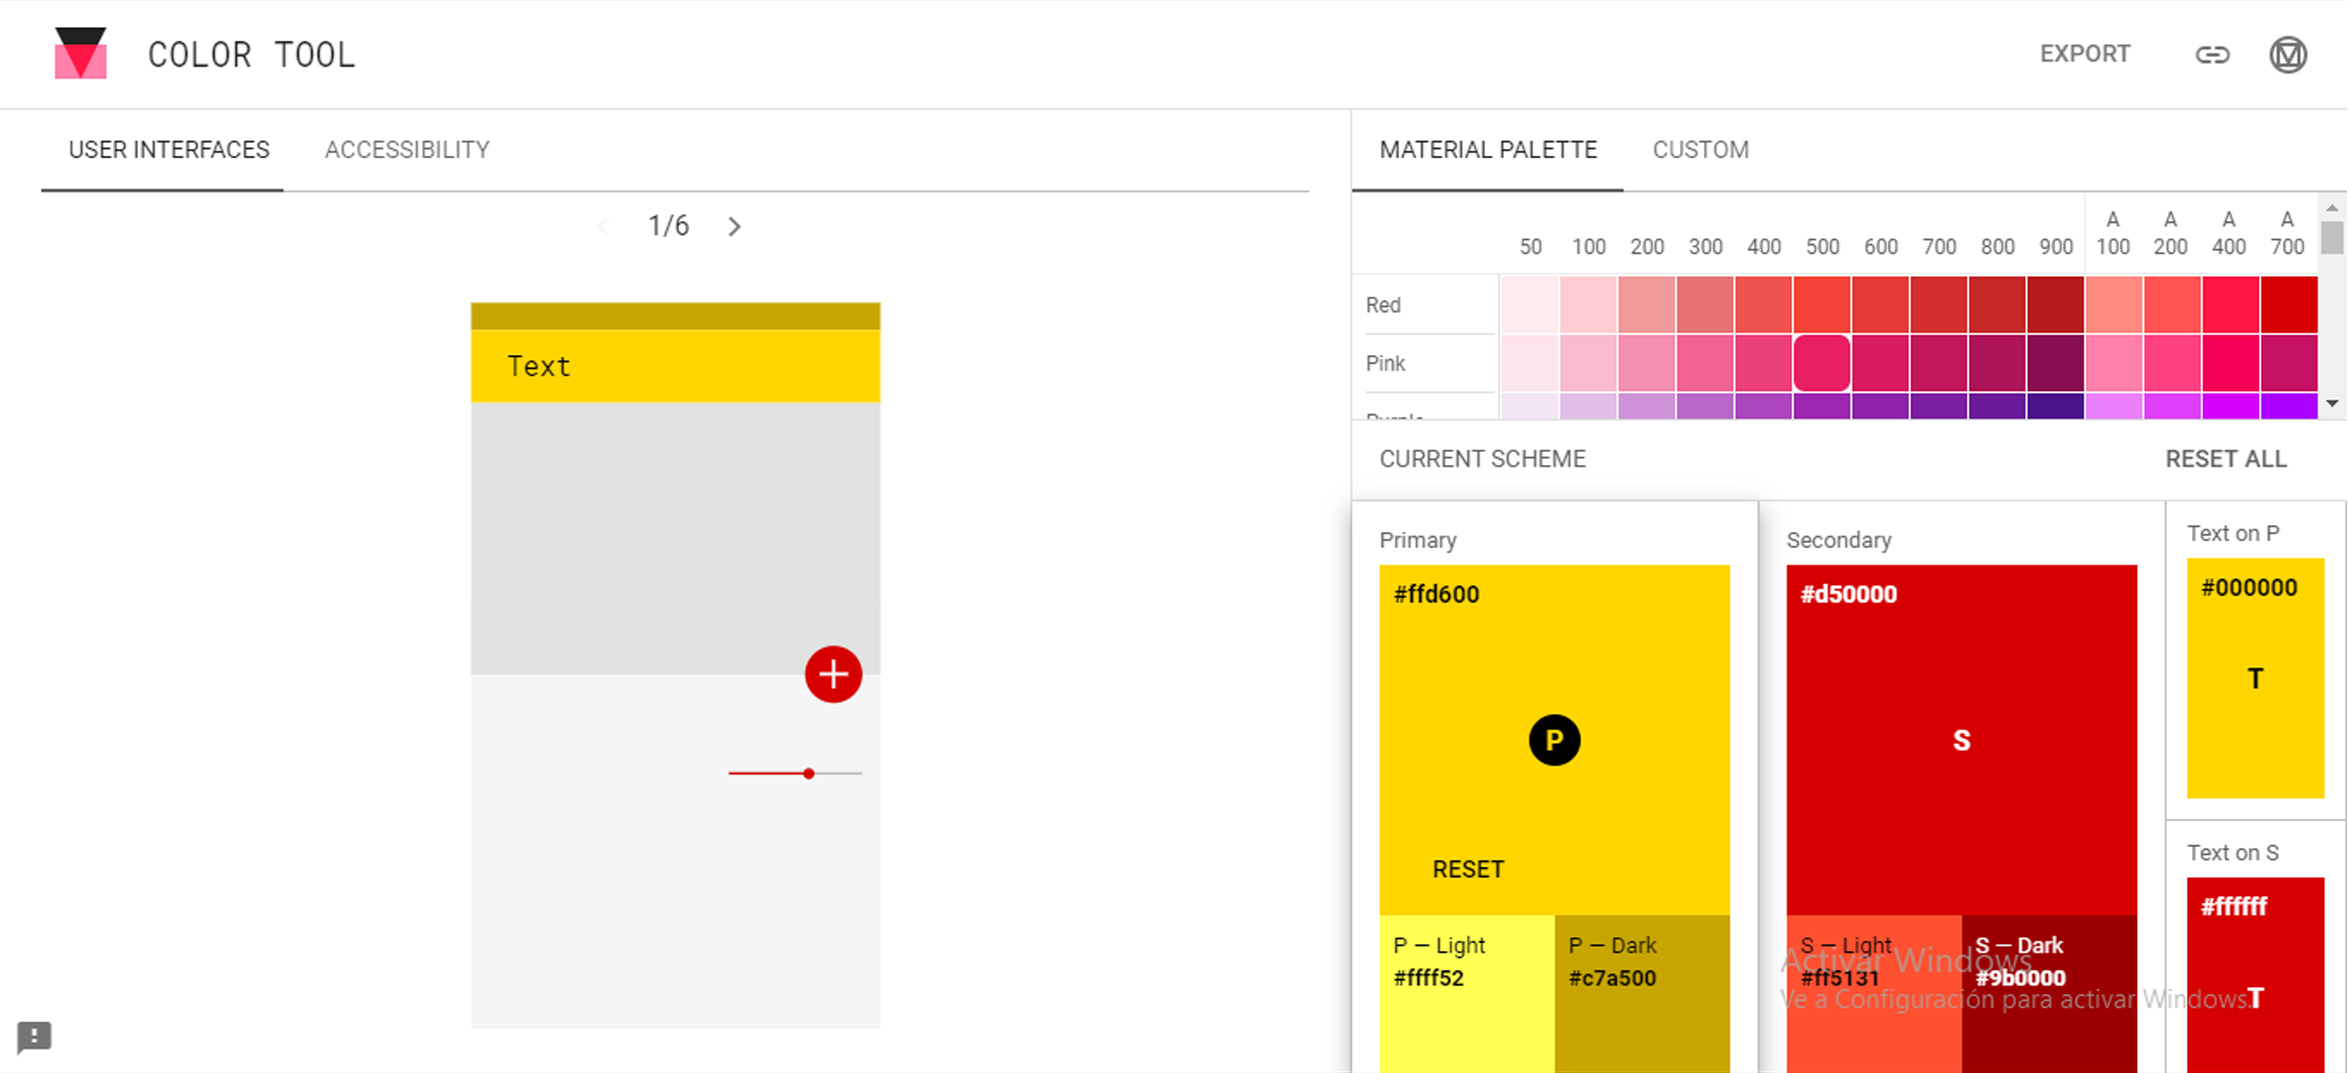 COLOR TOOL
EXPORT
USER INTERFACES ACCESSIBILITY
1/6
Text
MATERIAL PALETTE CUSTOM
50 100 200 300 400 500 600 700 800 900 A 100 A 200 A 400 A 700
Red
Pink
Purple
CURRENT SCHEME
RESET ALL
Primary
#ffd600
P
RESET
P — Light
#ffff52
P — Dark
#c7a500
Secondary
#d50000
S
S — Light
#ff5131
S — Dark
#9b0000
Text on P
#000000
T
Text on S
#ffffff
T
Activar Windows
Ve a Configuración para activar Windows.